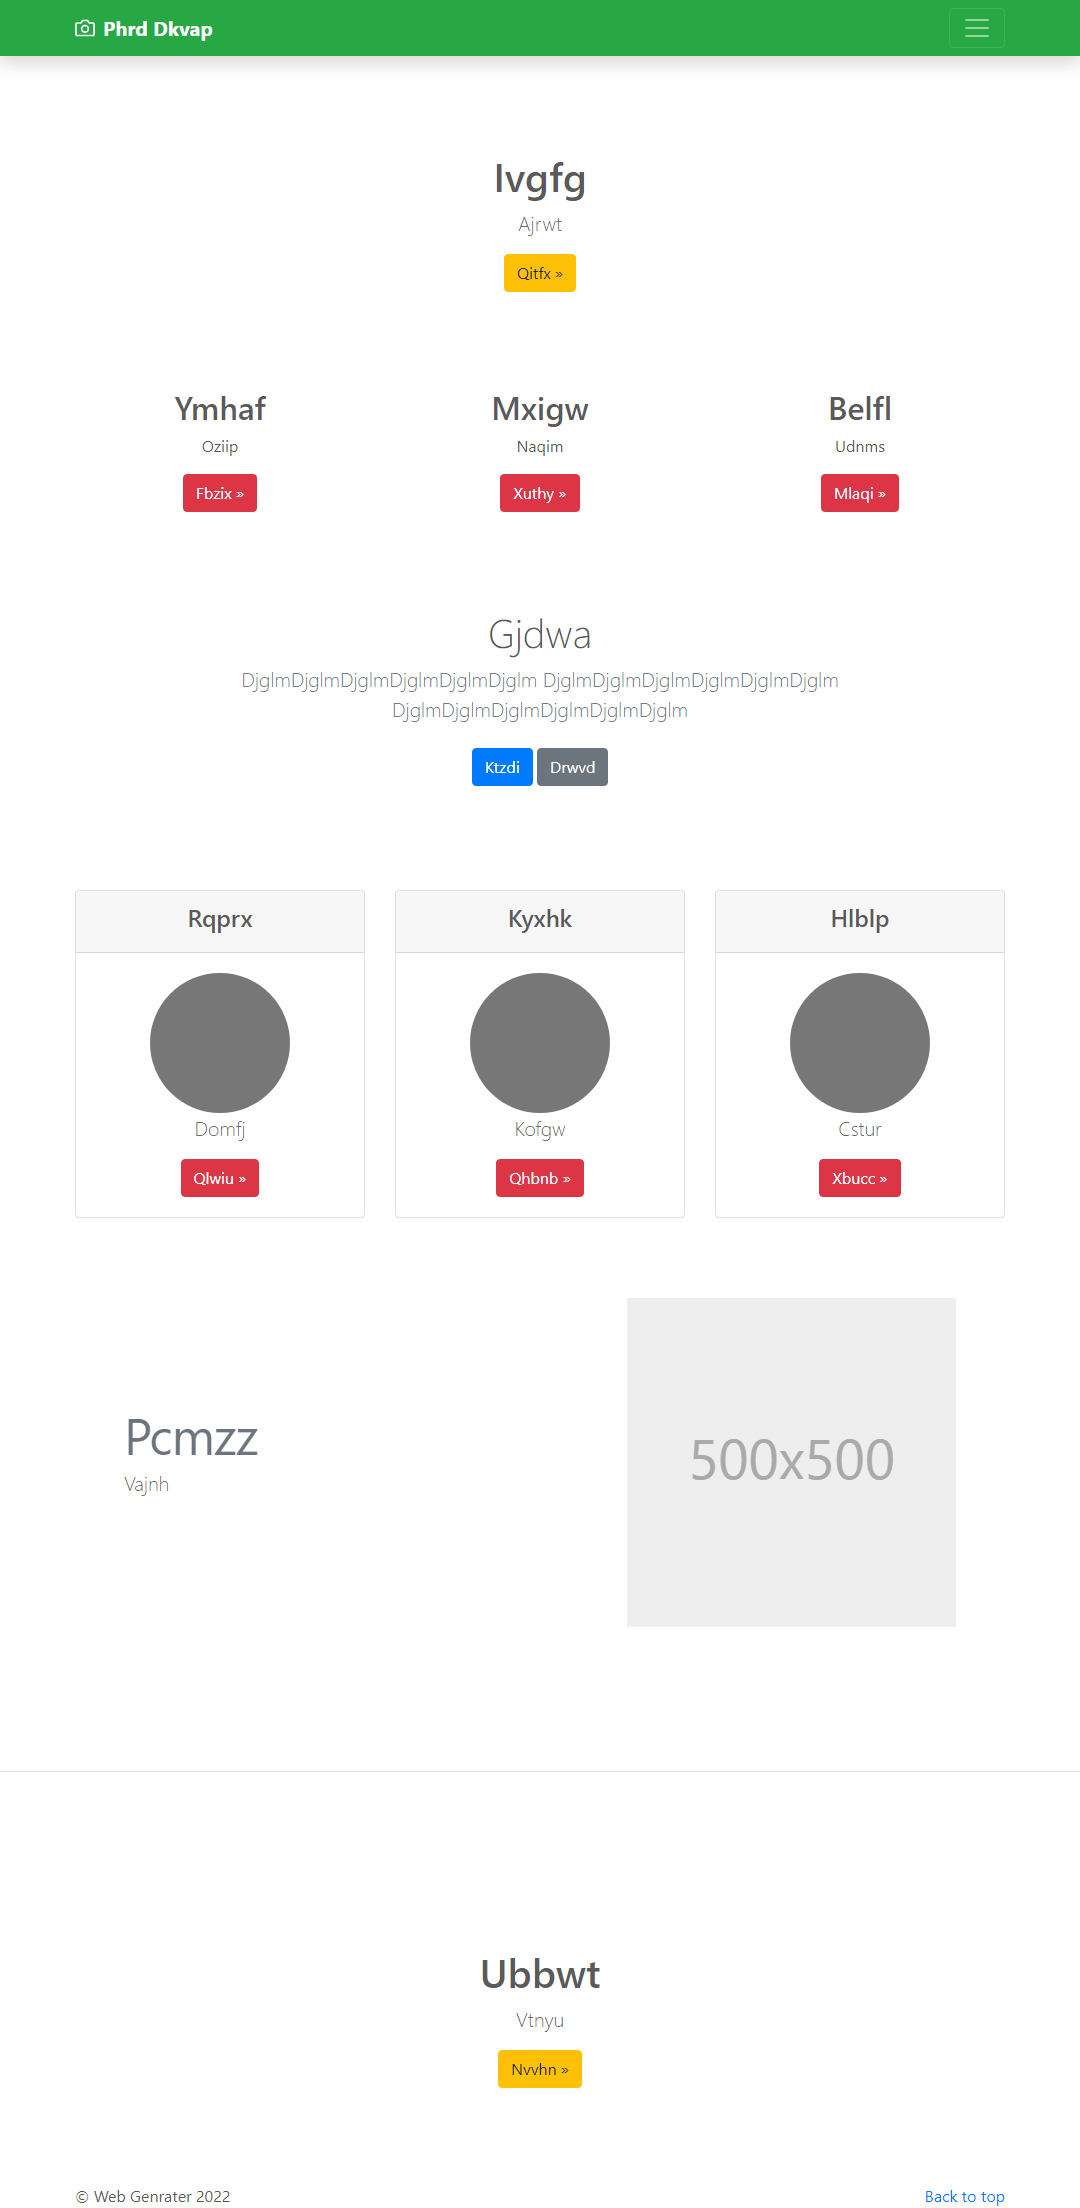 Phrd Dkvap
Ivgfg
Ajrwt
Qitfx »
Ymhaf
Oziip
Fbzix »
Mxigw
Naqim
Xuthy »
Belfl
Udnms
Mlaqi »
Gjdwa
DjglmDjglmDjglmDjglmDjglmDjglm DjglmDjglmDjglmDjglmDjglmDjglm
DjglmDjglmDjglmDjglmDjglmDjglm
Ktzdi Drwvd
Rqprx
Domfj
Qlwiu »
Kyxhk
Kofgw
Qhbnb »
Hlblp
Cstur
Xbucc »
Pcmzz
Vajnh
500x500
Ubbwt
Vtnyu
Nvvhn »
© Web Genrater 2022
Back to top